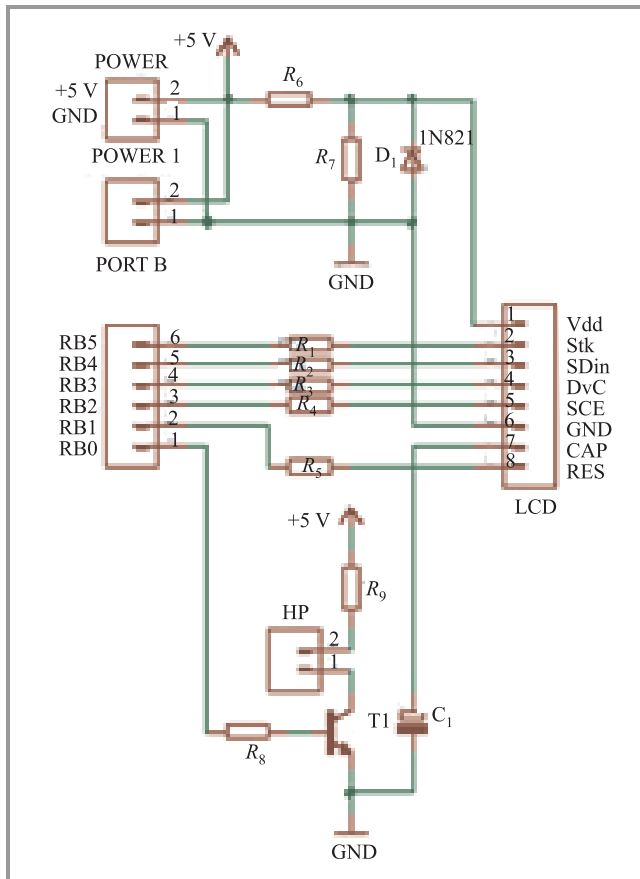 +5 V
POWER
+5 V
GND
2
1
POWER 1
2
1
PORT B
R6
R7
D1
1N821
GND
RB5
RB4
RB3
RB2
RB1
RB0
6
5
4
3
2
1
R1
R2
R3
R4
R5
1
2
3
4
5
6
7
8
Vdd
Stk
SDin
DvC
SCE
GND
CAP
RES
LCD
+5 V
R9
HP
2
1
T1
C1
R8
GND